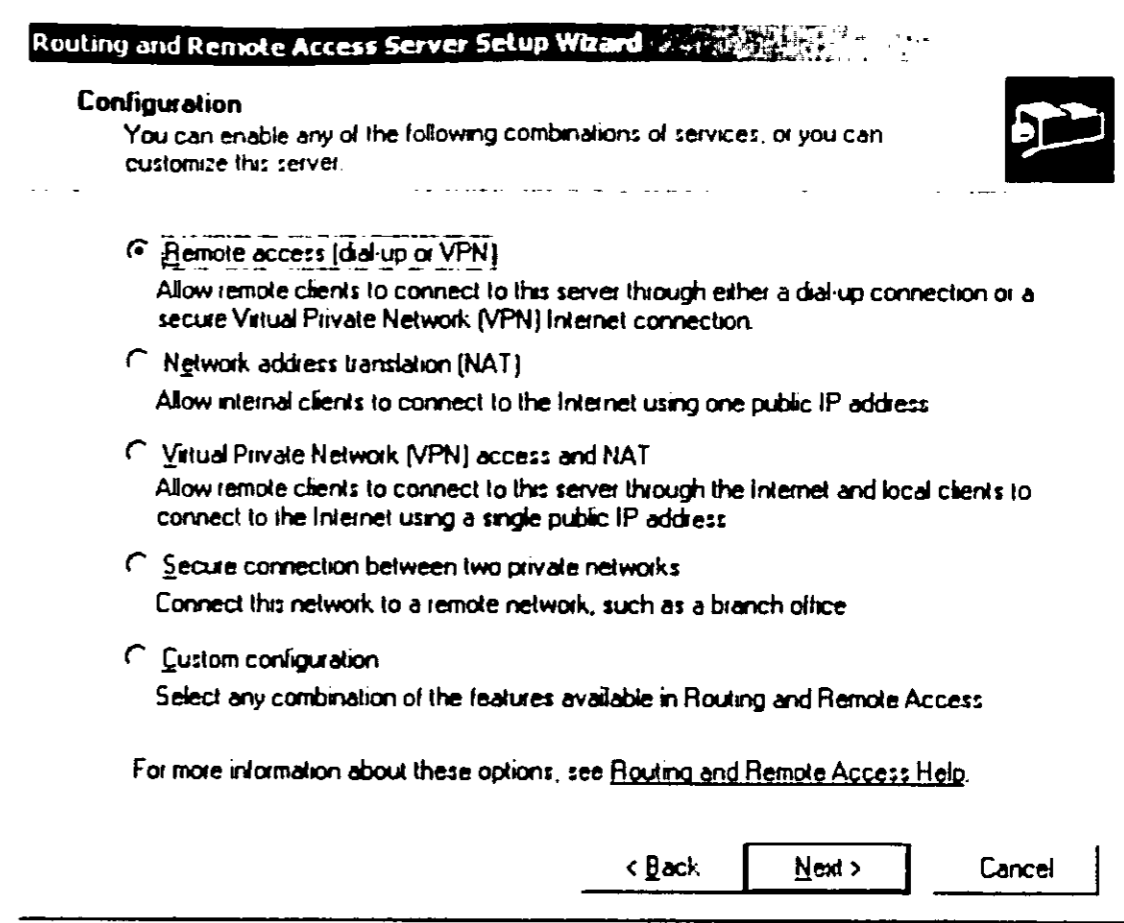 Routing and Remote Access Server Setup Wizard
Configuration
You can enable any of the following combinations of services, or you can
customize this server.
Remote access (dial-up or VPN)
Allow remote clients to connect to this server through either a dial-up connection or a
secure Virtual Private Network (VPN) Internet connection.
Network address translation (NAT)
Allow internal clients to connect to the Internet using one public IP address
Virtual Private Network (VPN) access and NAT
Allow remote clients to connect to this server through the Internet and local clients to
connect to the Internet using a single public IP address
Secure connection between two private networks
Connect this network to a remote network, such as a branch office
Custom configuration
Select any combination of the features available in Routing and Remote Access
For more information about these options, see Routing and Remote Access Help.
< Back
Next >
Cancel